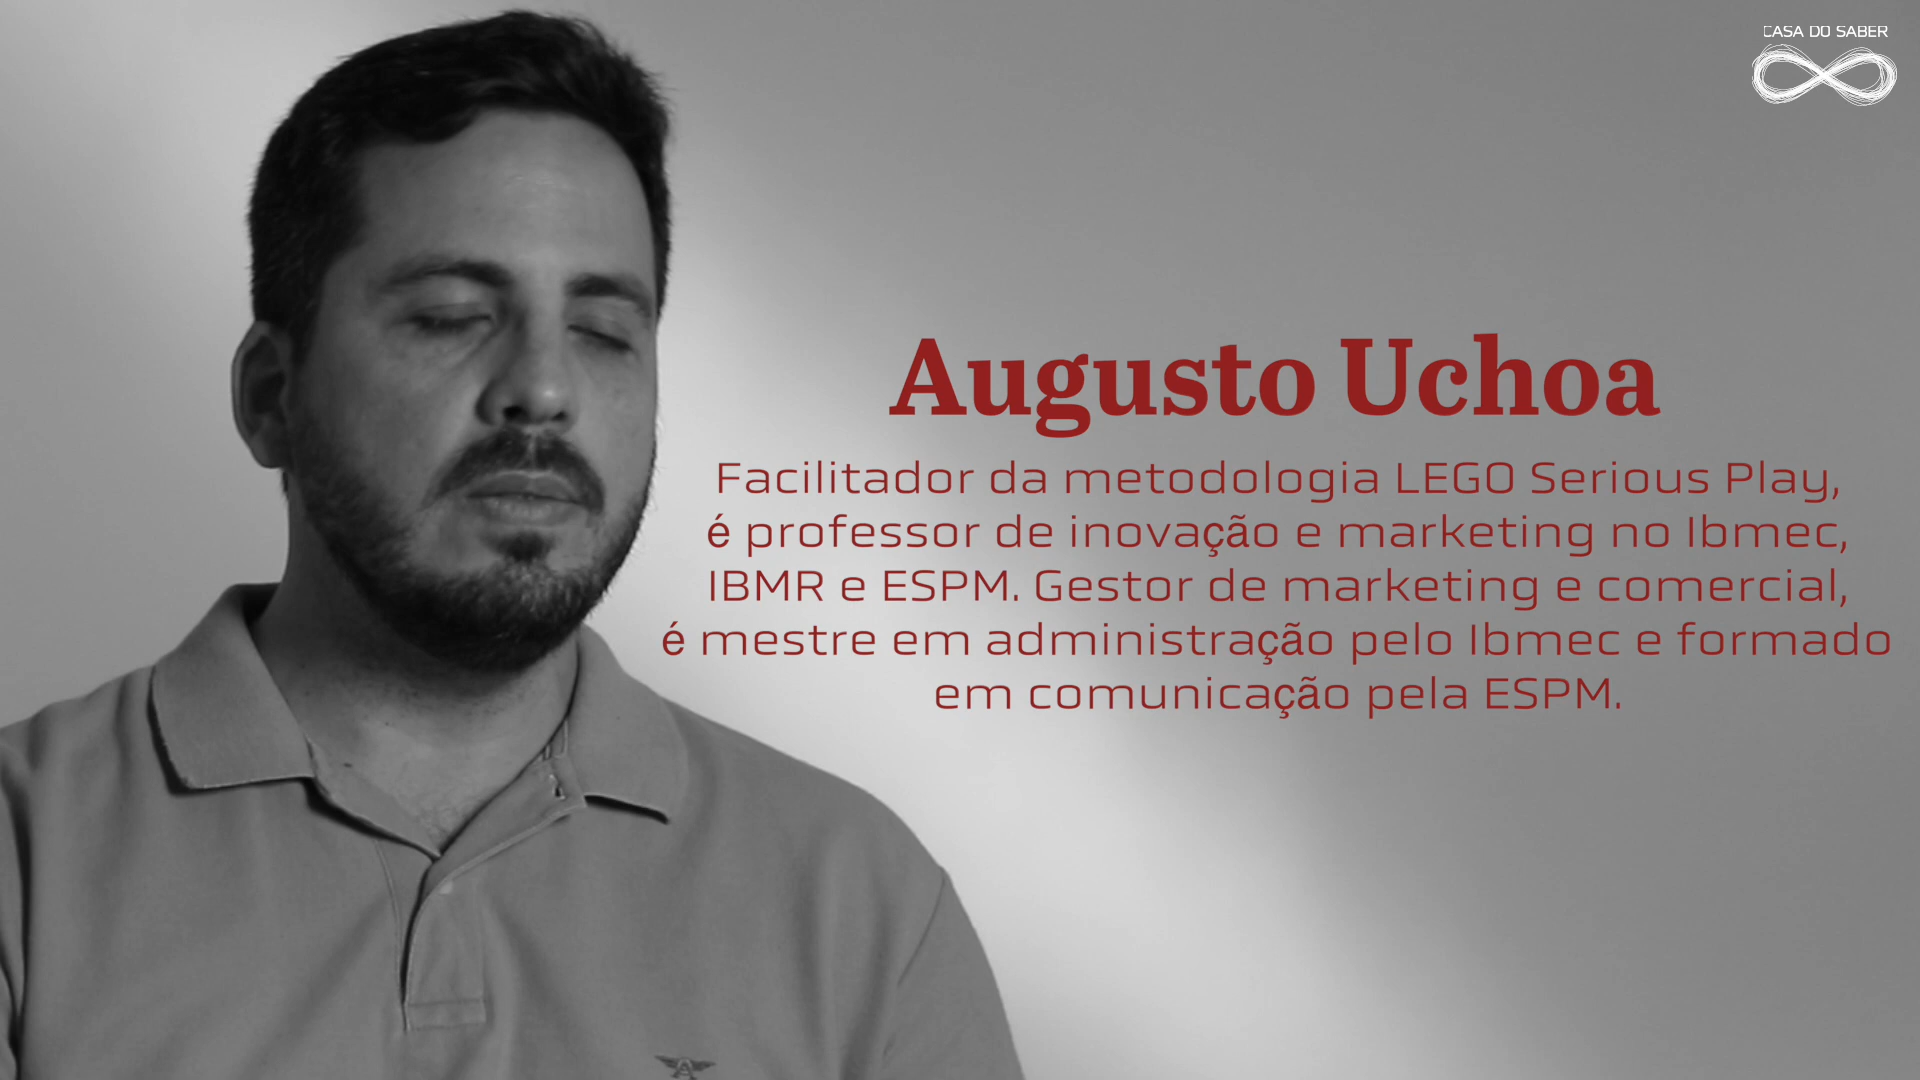 CASA DO SABER
Augusto Uchoa
Facilitador da metodologia LEGO Serious Play,
é professor de inovação e marketing no Ibmec,
IBMR e ESPM. Gestor de marketing e comercial,
é mestre em administração pelo Ibmec e formado
em comunicação pela ESPM.